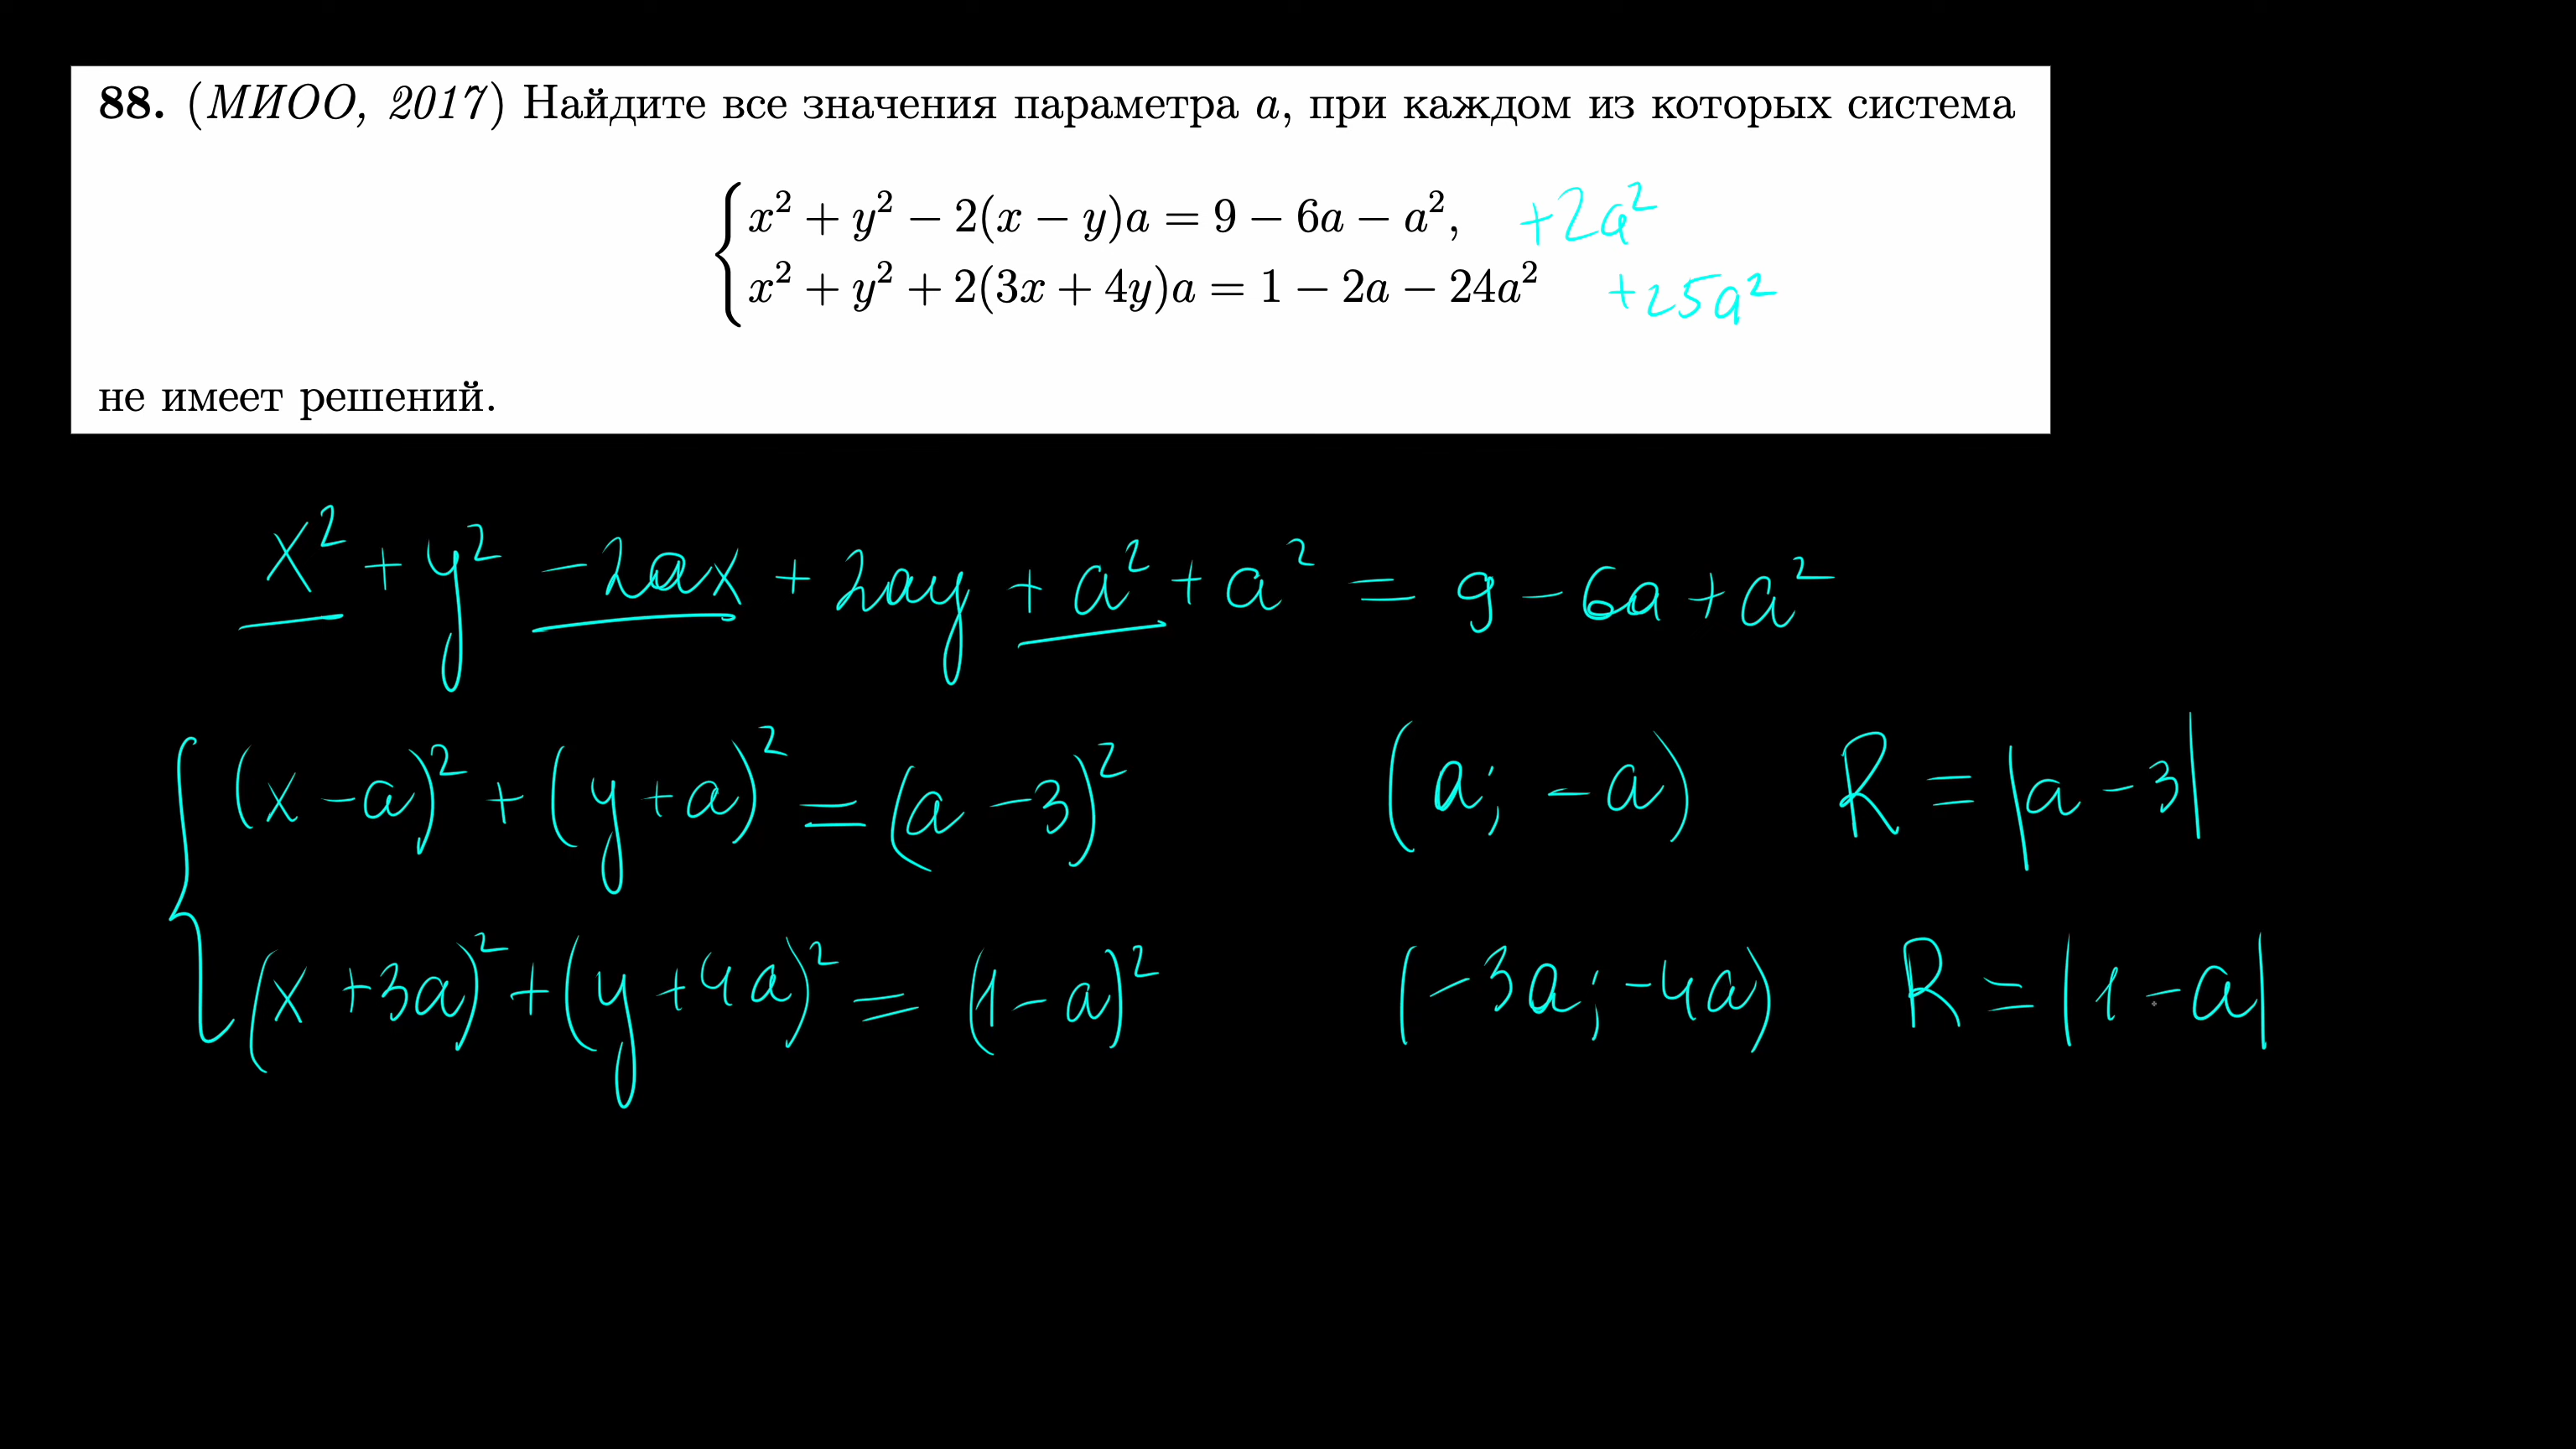 88. (МИОО, 2017) Найдите все значения параметра a, при каждом из которых система
x² + y² − 2(x − y)a = 9 − 6a − a², +2a²
x² + y² + 2(3x + 4y)a = 1 − 2a − 24a² +25a²
не имеет решений.
x² + y² − 2ax + 2ay + a² + a² = 9 − 6a + a²
(x − a)² + (y + a)² = (a − 3)² (a; −a) R = |a − 3|
(x + 3a)² + (y + 4a)² = (1 − a)² (−3a; −4a) R = |1 − a|